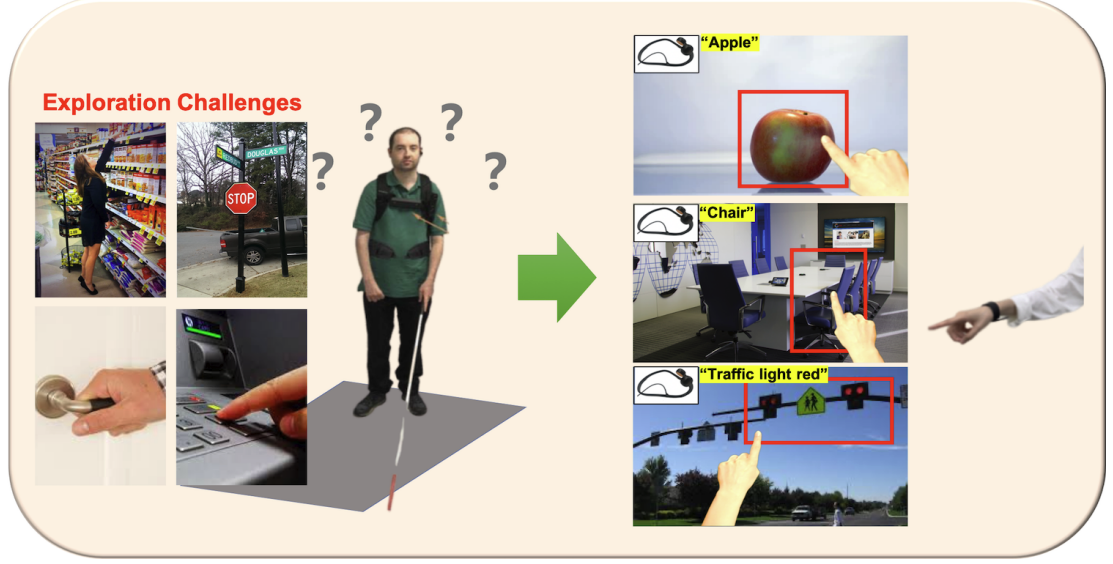 Exploration Challenges
DOUGLAS
STOP
?
?
?
?
"Apple"
"Chair"
"Traffic light red"